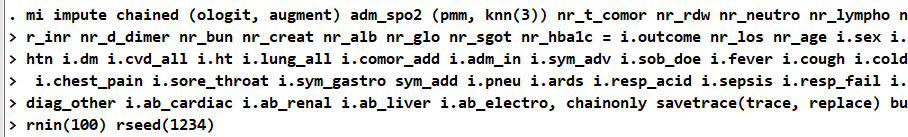 . mi impute chained (ologit, augment) adm_spo2 (pmm, knn(3)) nr_t_comor nr_rdw nr_neutro nr_lympho n
> r_inr nr_d_dimer nr_bun nr_creat nr_alb nr_glo nr_sgot nr_hba1c = i.outcome nr_los nr_age i.sex i.
> htn i.dm i.cvd_all i.ht i.lung_all i.comor_add i.adm_in i.sym_adv i.sob_doe i.fever i.cough i.cold
>  i.chest_pain i.sore_throat i.sym_gastro sym_add i.pneu i.ards i.resp_acid i.sepsis i.resp_fail i.
> diag_other i.ab_cardiac i.ab_renal i.ab_liver i.ab_electro, chainonly savetrace(trace, replace) bu
> rnin(100) rseed(1234)